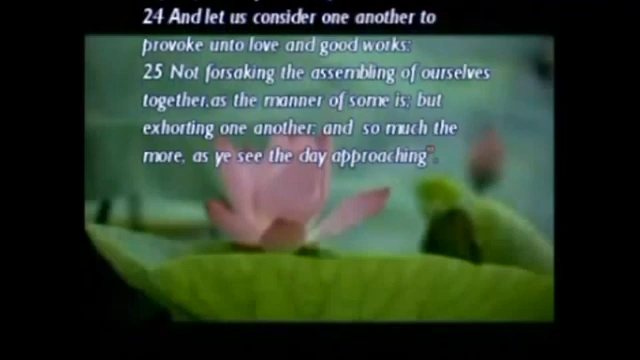 24 And let us consider one another to
provoke unto love and good works:
25 Not forsaking the assembling of ourselves
together,as the manner of some is; but
exhorting one another: and so much the
more, as ye see the day approaching".